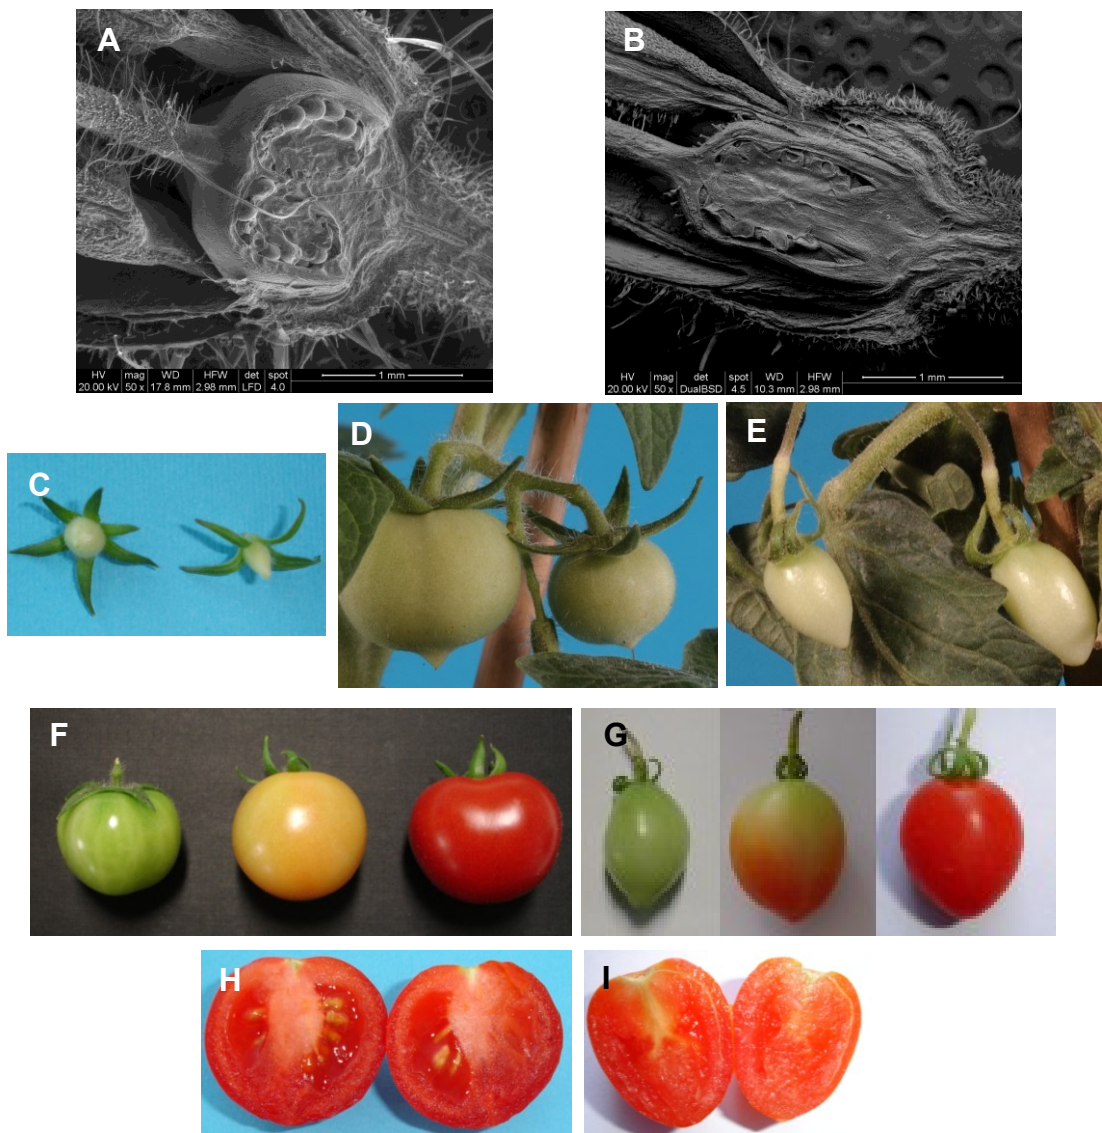 A
B
HV mag WD HFW det spot
20.00 kV 50 x 17.8 mm 2.98 mm LFD 4.0
1 mm
HV mag det spot WD HFW
20.00 kV 50 x DualBSD 4.5 10.3 mm 2.98 mm
1 mm
C
D
E
F
G
H
I